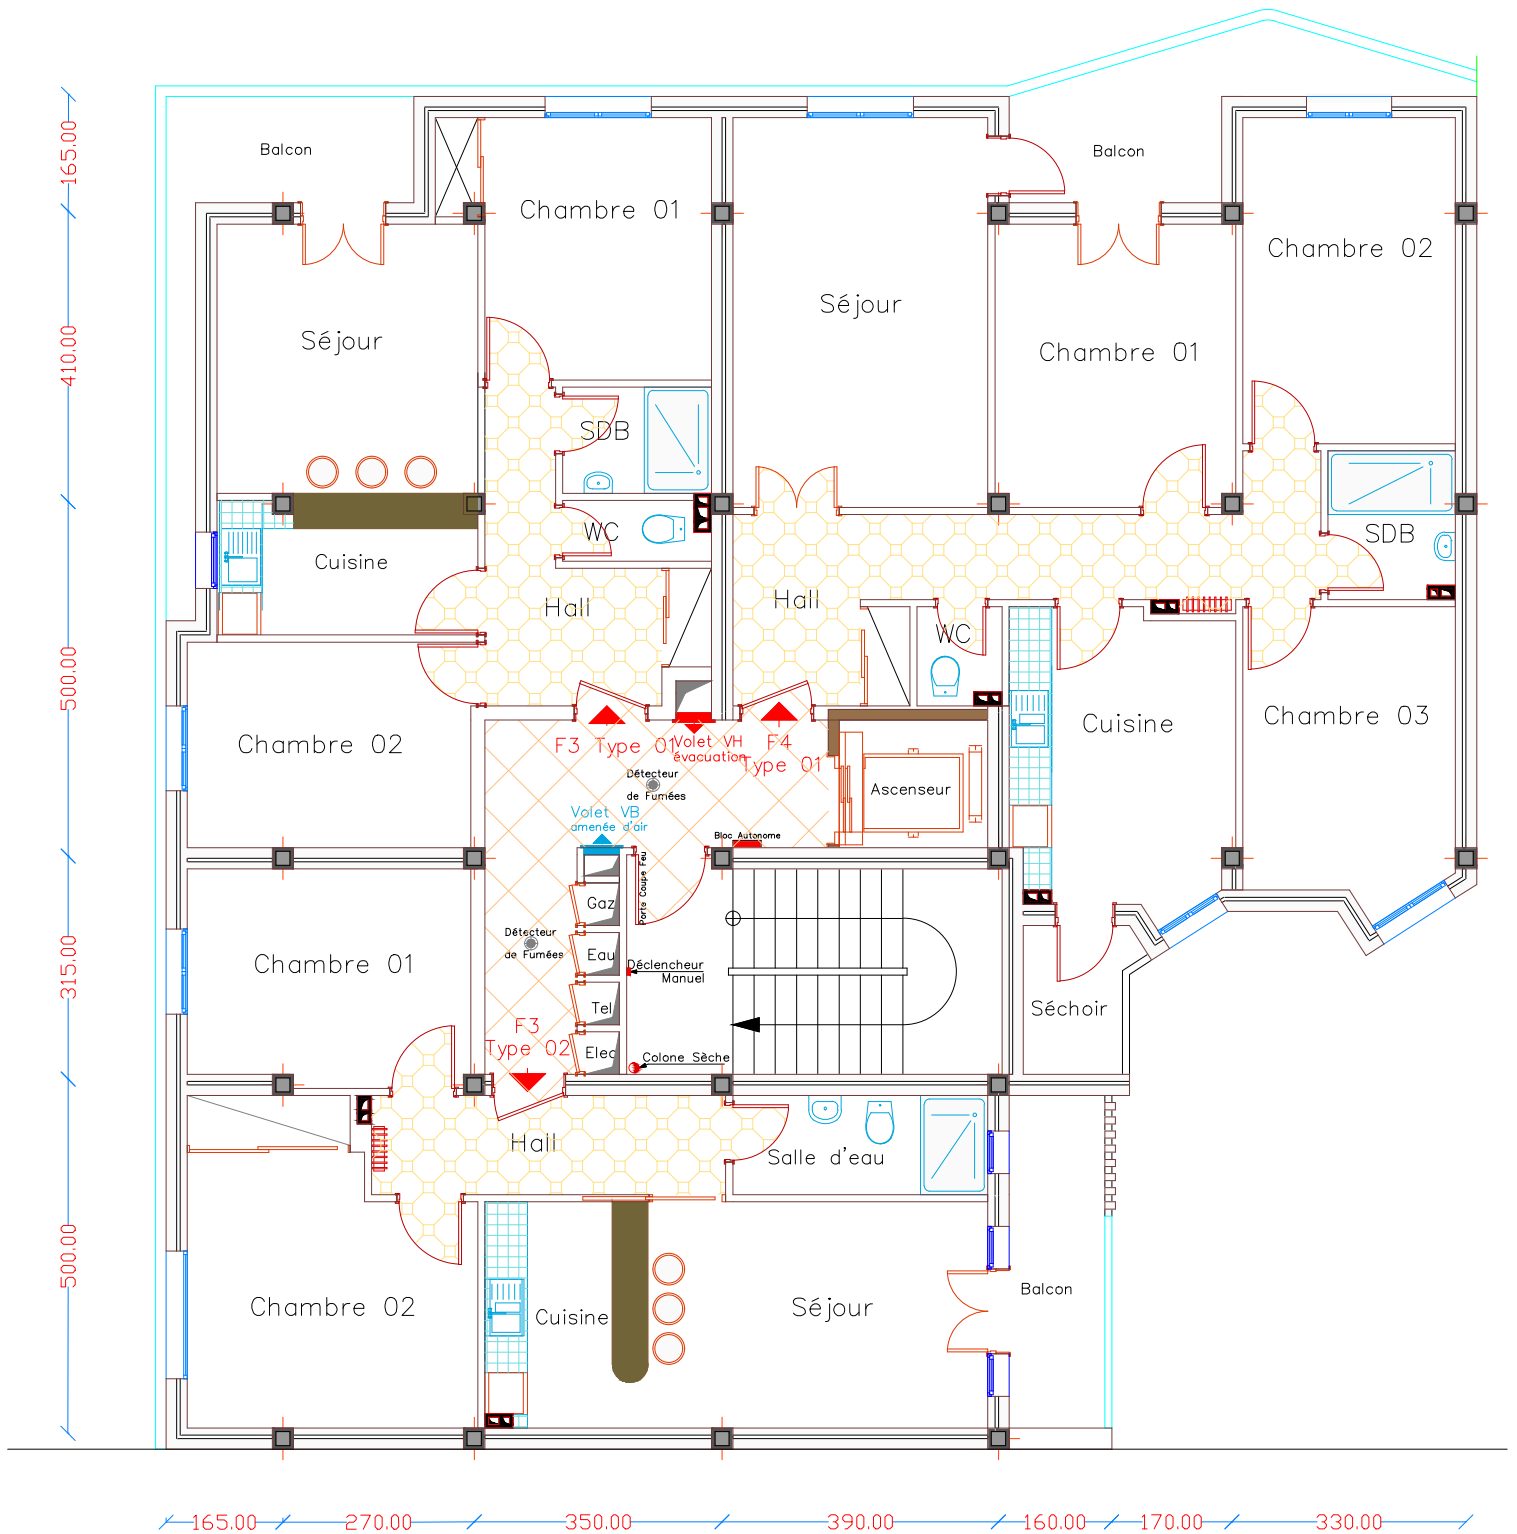 Balcon
Balcon
Chambre 01
Chambre 02
Séjour
Séjour
Chambre 01
SDB
WC
SDB
Cuisine
Hall
Hall
WC
Chambre 02
F3 Type 01
Volet VH
évacuation
F4
Type 01
Cuisine
Chambre 03
Détecteur
de Fumées
Ascenseur
Volet VB
amenée d'air
Bloc Autonome
Porte Coupe Feu
Gaz
Détecteur
de Fumées
Eau
Chambre 01
Déclencheur
Manuel
Tel
Séchoir
F3
Type 02
Elec
Colone Sèche
Hall
Salle d'eau
Chambre 02
Cuisine
Séjour
Balcon
165.00
410.00
500.00
315.00
500.00
165.00
270.00
350.00
390.00
160.00
170.00
330.00